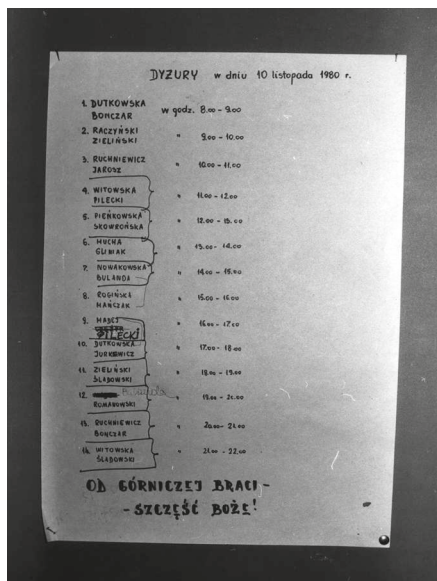 DYŻURY w dniu 10 listopada 1980 r.
1. DUTKOWSKA w godz. 8.00 - 9.00
BONCZAR
2. RACZYŃSKI " 9.00 - 10.00
ZIELIŃSKI
3. RUCHNIEWICZ " 10.00 - 11.00
JAROSZ
4. WITOWSKA " 11.00 - 12.00
PILECKI
5. PIEŃKOWSKA " 12.00 - 13.00
SKOWROŃSKA
6. MUCHA " 13.00 - 14.00
GLINIAK
7. NOWAKOWSKA " 14.00 - 15.00
BULANDA
8. ROGIŃSKA " 15.00 - 16.00
MAŃCZAK
9. MADEJ " 16.00 - 17.00
PILECKI
10. DUTKOWSKA " 17.00 - 18.00
JURKIEWICZ
11. ZIELIŃSKI " 18.00 - 19.00
ŚLADOWSKI
12. " 19.00 - 20.00
ROMANOWSKI
13. RUCHNIEWICZ " 20.00 - 21.00
BONCZAR
14. WITOWSKA " 21.00 - 22.00
ŚLADOWSKI
OD GÓRNICZEJ BRACI -
- SZCZĘŚĆ BOŻE!